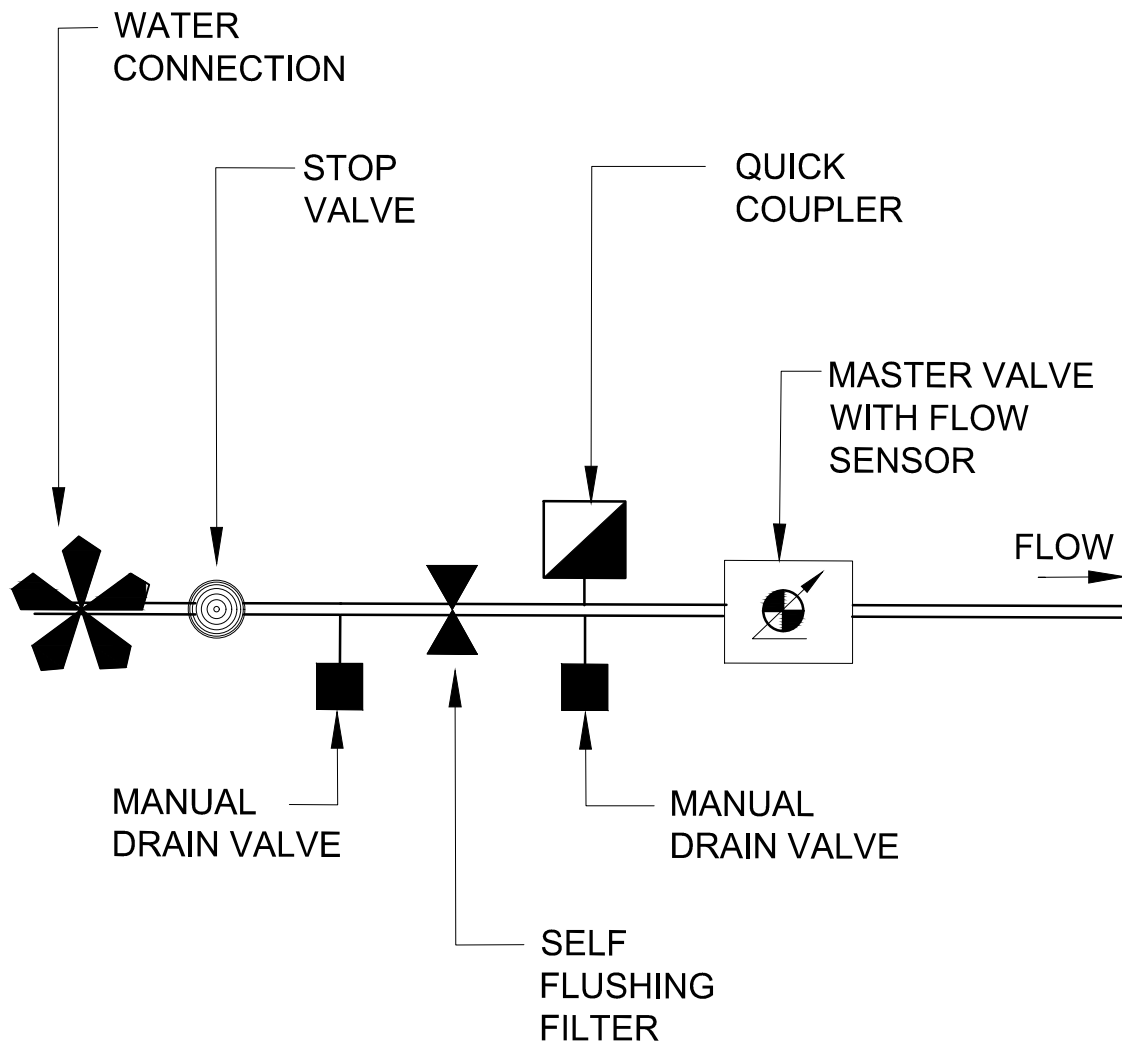 WATER
CONNECTION
STOP
VALVE
QUICK
COUPLER
MASTER VALVE
WITH FLOW
SENSOR
FLOW
MANUAL
DRAIN VALVE
MANUAL
DRAIN VALVE
SELF
FLUSHING
FILTER